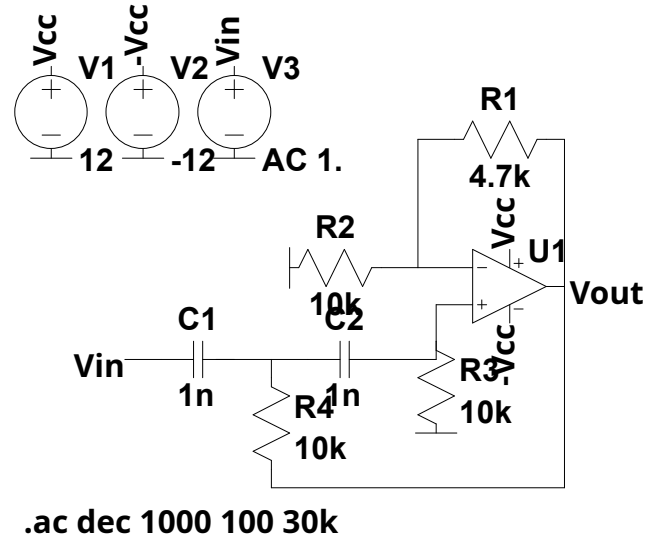 Vcc
-Vcc
Vin
V1
V2
V3
12
-12
AC 1.
R1
4.7k
Vcc
R2
10k
U1
Vout
-Vcc
C1
C2
Vin
1n
1n
R4
10k
R3
10k
.ac dec 1000 100 30k